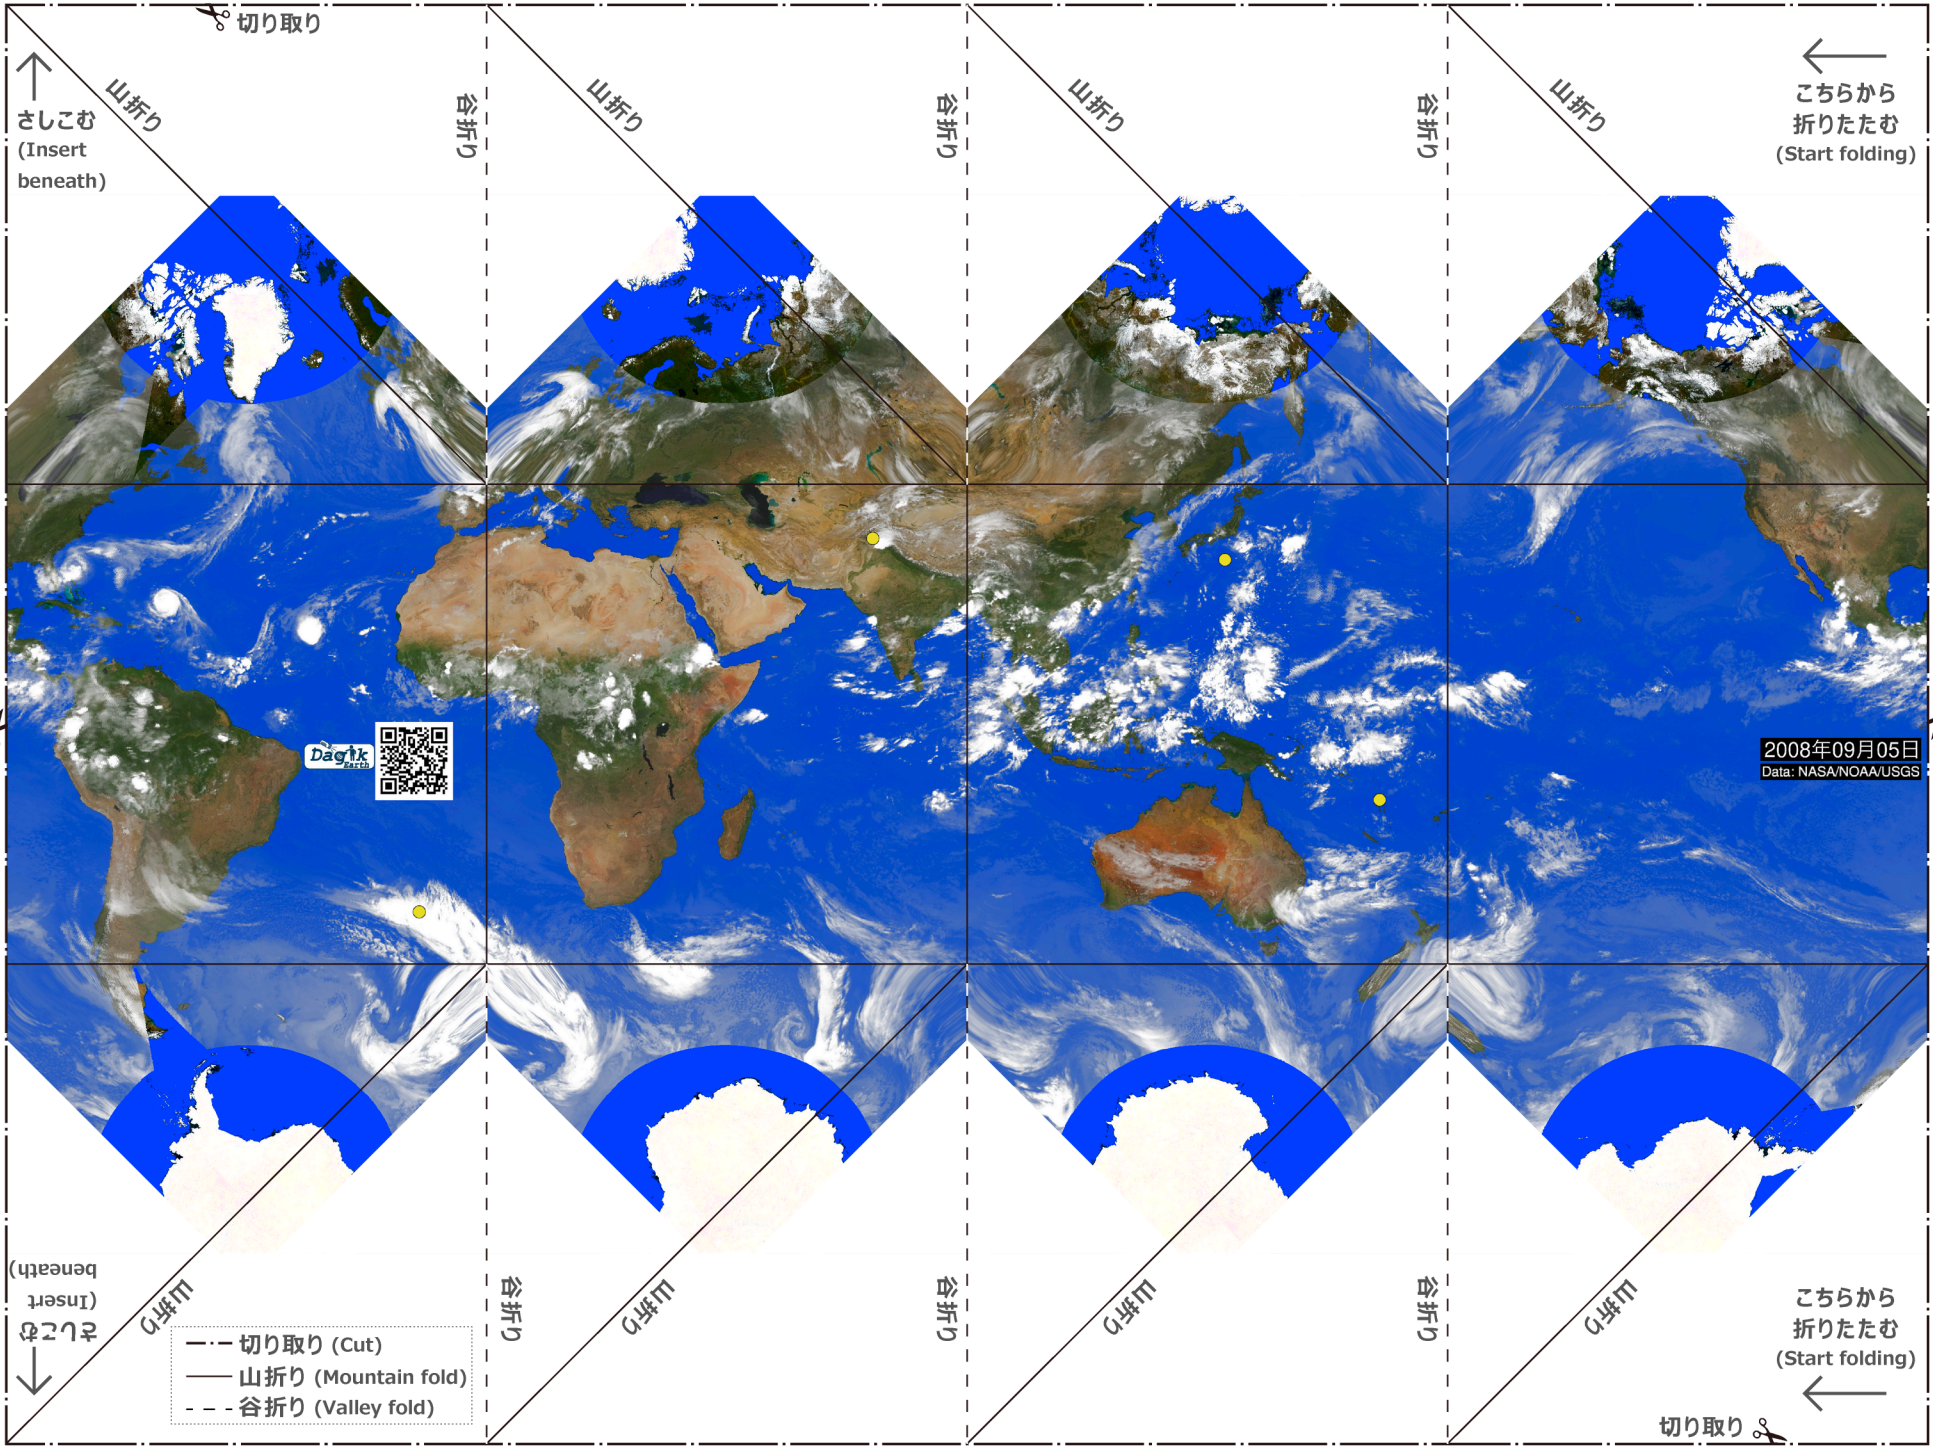 切り取り
山折り
谷折り
山折り
谷折り
山折り
谷折り
山折り
さしこむ
(Insert
beneath)
こちらから
折りたたむ
(Start folding)
Dagik
Earth
2008年09月05日
Data: NASA/NOAA/USGS
さしこむ
(Insert
beneath)
山折り
谷折り
山折り
谷折り
山折り
谷折り
山折り
こちらから
折りたたむ
(Start folding)
切り取り (Cut)
山折り (Mountain fold)
谷折り (Valley fold)
切り取り